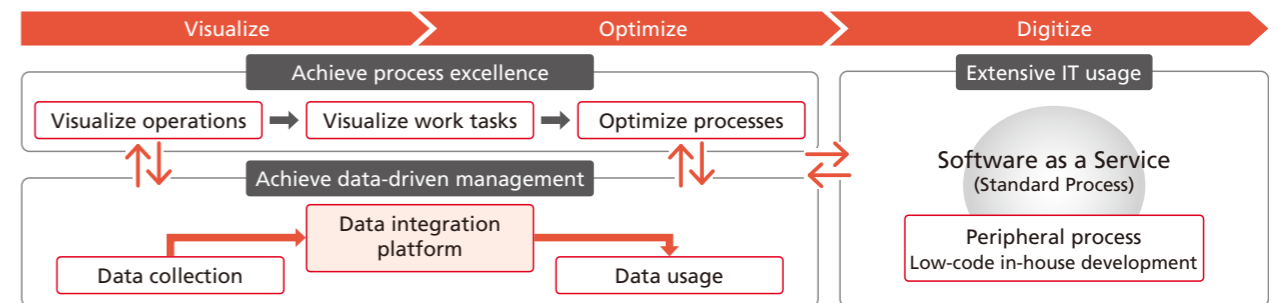 Visualize
Optimize
Digitize
Achieve process excellence
Visualize operations
Visualize work tasks
Optimize processes
Achieve data-driven management
Data collection
Data integration
platform
Data usage
Extensive IT usage
Software as a Service
(Standard Process)
Peripheral process
Low-code in-house development